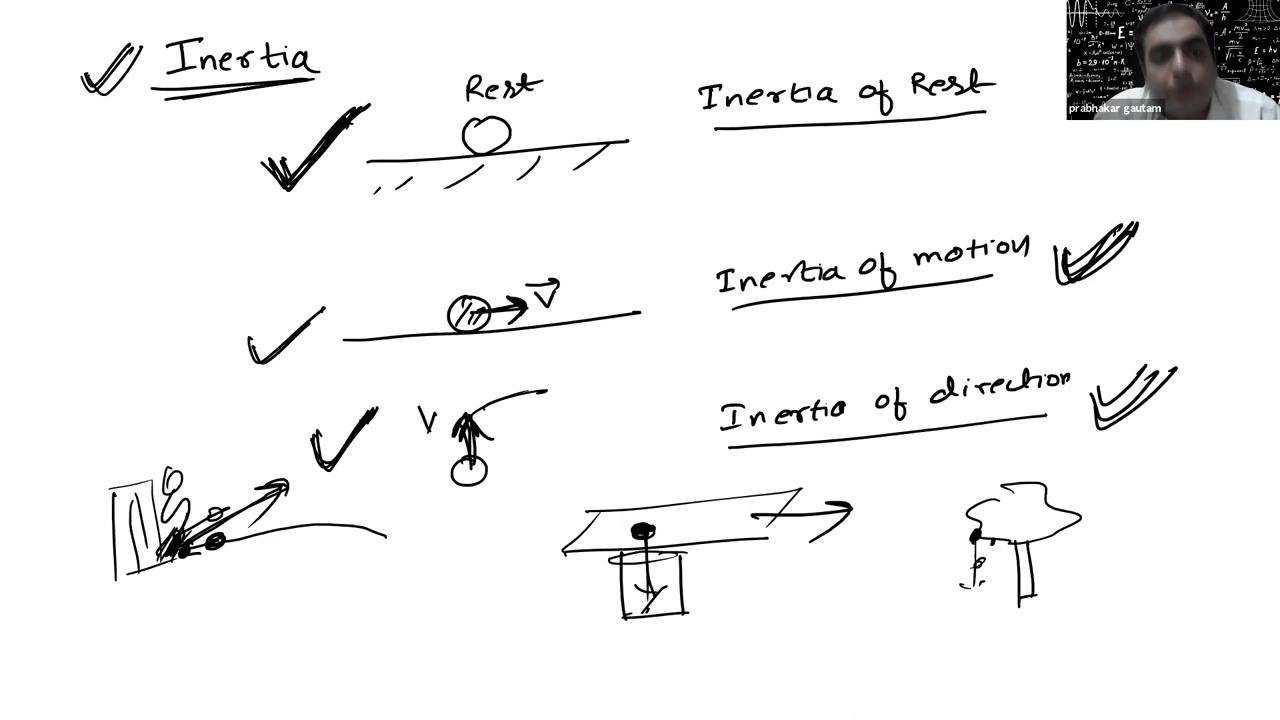 Inertia
Rest
Inertia of Rest
V
Inertia of motion
V
Inertia of direction
prabhakar gautam